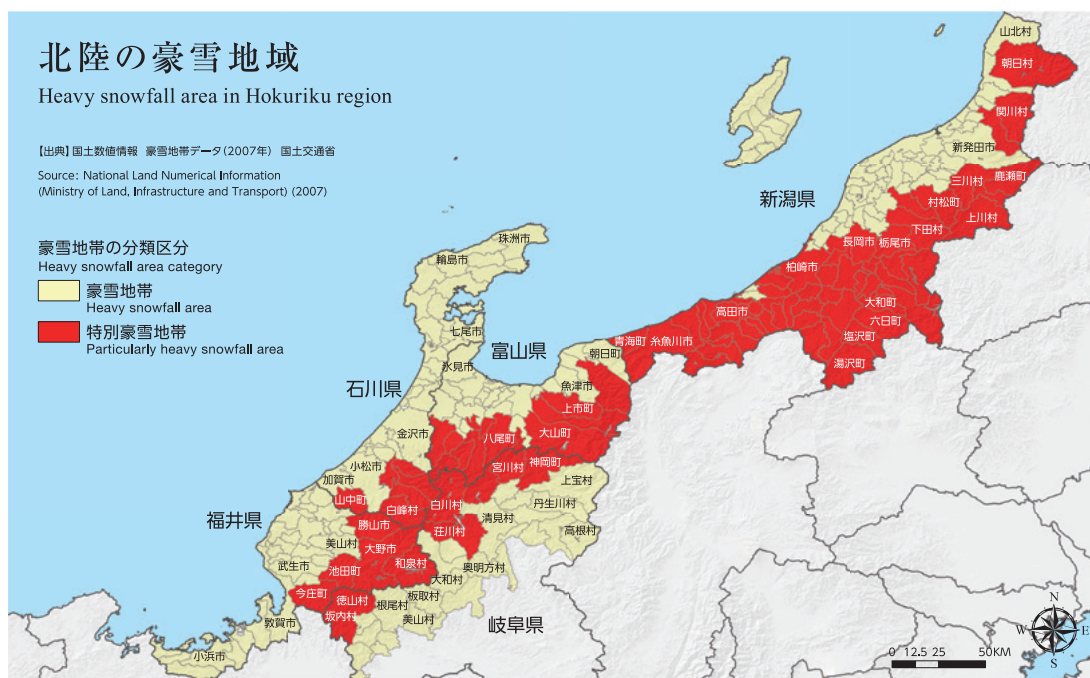 北陸の豪雪地域
Heavy snowfall area in Hokuriku region
【出典】国土数値情報 豪雪地帯データ(2007年) 国土交通省
Source: National Land Numerical Information
(Ministry of Land, Infrastructure and Transport) (2007)
豪雪地帯の分類区分
Heavy snowfall area category
豪雪地帯
Heavy snowfall area
特別豪雪地帯
Particularly heavy snowfall area
山北村
朝日村
関川村
新発田市
三川村
鹿瀬町
新潟県
村松町
上川村
下田村
長岡市
栃尾市
柏崎市
大和町
高田市
六日町
塩沢町
湯沢町
青海町
糸魚川市
珠洲市
輪島市
七尾市
富山県
朝日町
氷見市
石川県
魚津市
上市町
金沢市
八尾町
大山町
小松市
宮川村
神岡町
加賀市
上宝村
山中町
白峰村
白川村
丹生川村
福井県
勝山市
荘川村
清見村
高根村
美山村
大野市
武生市
池田町
和泉村
奥明方村
大和村
今庄町
徳山村
板取村
根尾村
坂内村
美山村
岐阜県
敦賀市
小浜市
N
W
E
S
0 12.5 25 50KM